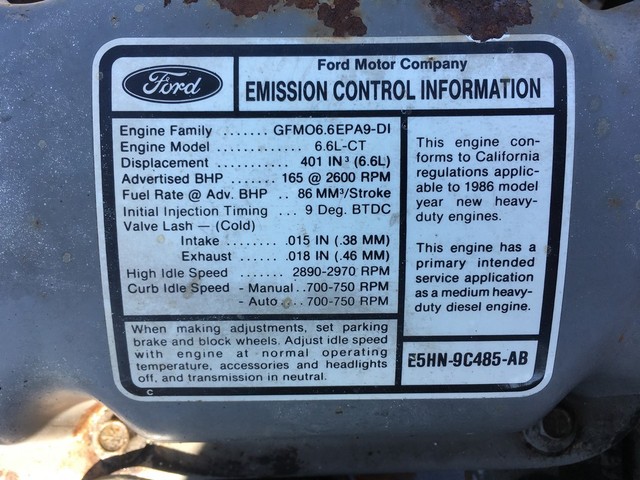 Ford
Ford Motor Company
EMISSION CONTROL INFORMATION
Engine Family ....... GFM06.6EPA9-DI
Engine Model ............ 6.6L-CT
Displacement ........... 401 IN³ (6.6L)
Advertised BHP ...... 165 @ 2600 RPM
Fuel Rate @ Adv. BHP .. 86 MM³/Stroke
Initial Injection Timing ... 9 Deg. BTDC
Valve Lash — (Cold)
Intake ........ .015 IN (.38 MM)
Exhaust ...... .018 IN (.46 MM)
High Idle Speed ...... 2890-2970 RPM
Curb Idle Speed - Manual . 700-750 RPM
- Auto ... 700-750 RPM
This engine con-
forms to California
regulations applic-
able to 1986 model
year new heavy-
duty engines.
This engine has a
primary intended
service application
as a medium heavy-
duty diesel engine.
When making adjustments, set parking
brake and block wheels. Adjust idle speed
with engine at normal operating
temperature, accessories and headlights
off, and transmission in neutral.
E5HN-9C485-AB
C